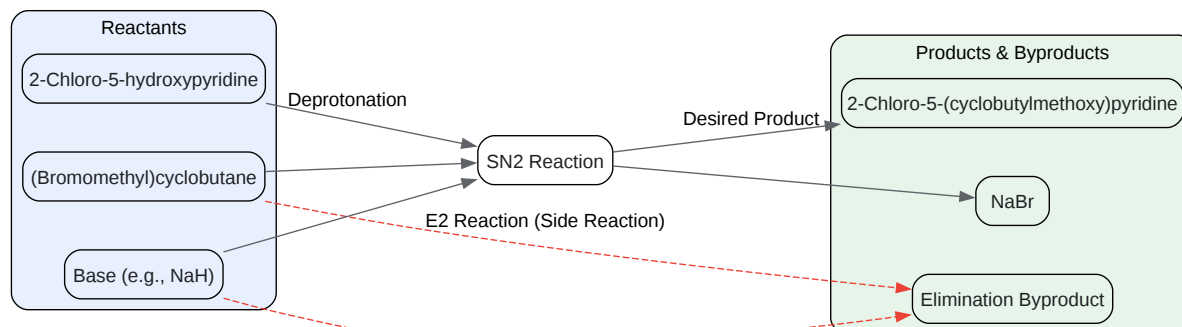 Reactants
Products & Byproducts
2-Chloro-5-hydroxypyridine
2-Chloro-5-(cyclobutylmethoxy)pyridine
Deprotonation
Desired Product
SN2 Reaction
(Bromomethyl)cyclobutane
NaBr
E2 Reaction (Side Reaction)
Base (e.g., NaH)
Elimination Byproduct